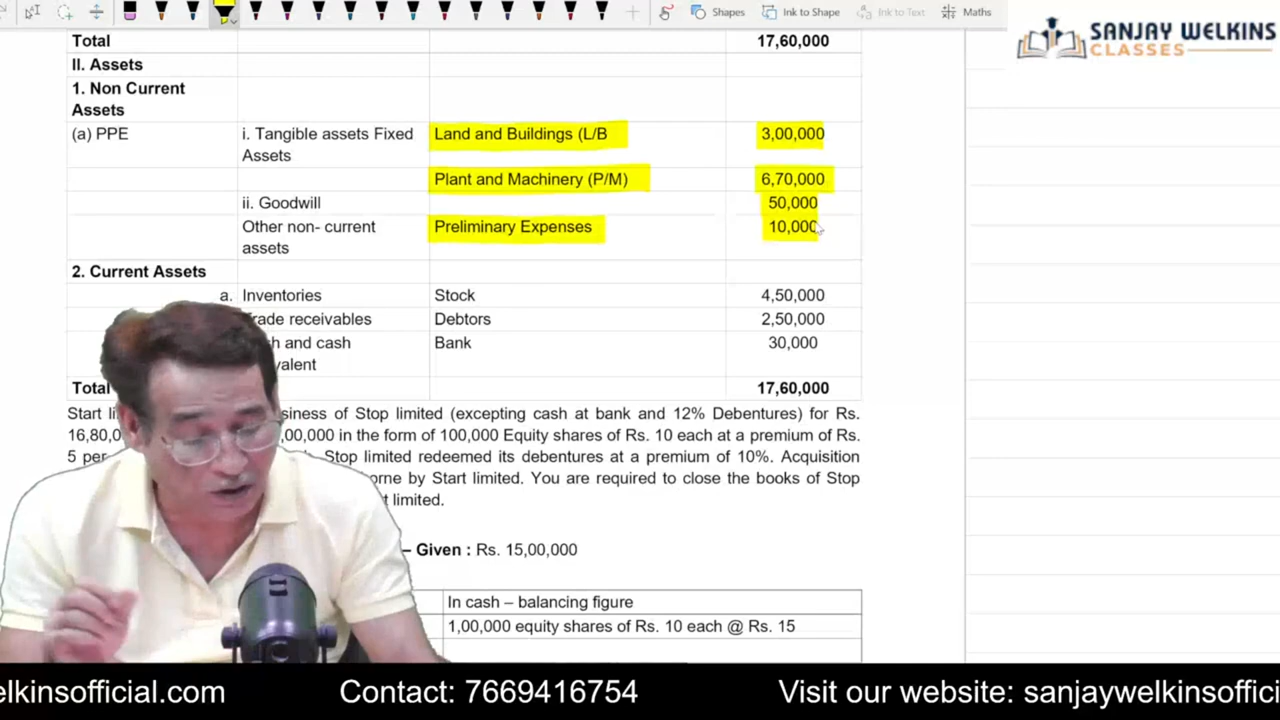 Shapes Ink to Shape Ink to Text Maths
SANJAY WELKINS
CLASSES
Total 17,60,000
II. Assets
1. Non Current
Assets
(a) PPE i. Tangible assets Fixed Land and Buildings (L/B 3,00,000
Assets
Plant and Machinery (P/M) 6,70,000
ii. Goodwill 50,000
Other non- current Preliminary Expenses 10,000
assets
2. Current Assets
a. Inventories Stock 4,50,000
rade receivables Debtors 2,50,000
h and cash Bank 30,000
valent
Total 17,60,000
Start li siness of Stop limited (excepting cash at bank and 12% Debentures) for Rs.
16,80,0 ,00,000 in the form of 100,000 Equity shares of Rs. 10 each at a premium of Rs.
5 per Stop limited redeemed its debentures at a premium of 10%. Acquisition
orne by Start limited. You are required to close the books of Stop
t limited.
– Given : Rs. 15,00,000
In cash – balancing figure
1,00,000 equity shares of Rs. 10 each @ Rs. 15
elkinsofficial.com Contact: 7669416754 Visit our website: sanjaywelkinsoffici